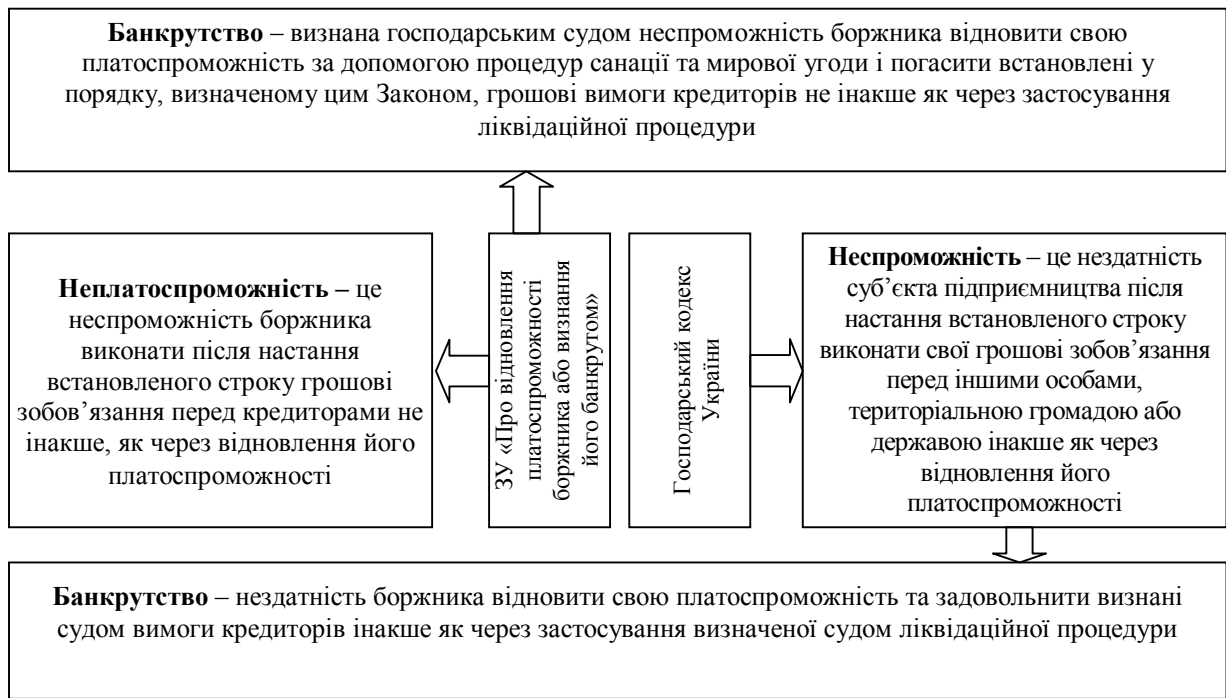 Банкрутство – визнана господарським судом неспроможність боржника відновити свою
платоспроможність за допомогою процедур санації та мирової угоди і погасити встановлені у
порядку, визначеному цим Законом, грошові вимоги кредиторів не інакше як через застосування
ліквідаційної процедури
Неплатоспроможність – це
неспроможність боржника
виконати після настання
встановленого строку грошові
зобов’язання перед кредиторами не
інакше, як через відновлення його
платоспроможності
ЗУ «Про відновлення
платоспроможності
боржника або визнання
його банкрутом»
Господарський кодекс
України
Неспроможність – це нездатність
суб’єкта підприємництва після
настання встановленого строку
виконати свої грошові зобов’язання
перед іншими особами,
територіальною громадою або
державою інакше як через
відновлення його
платоспроможності
Банкрутство – нездатність боржника відновити свою платоспроможність та задовольнити визнані
судом вимоги кредиторів інакше як через застосування визначеної судом ліквідаційної процедури